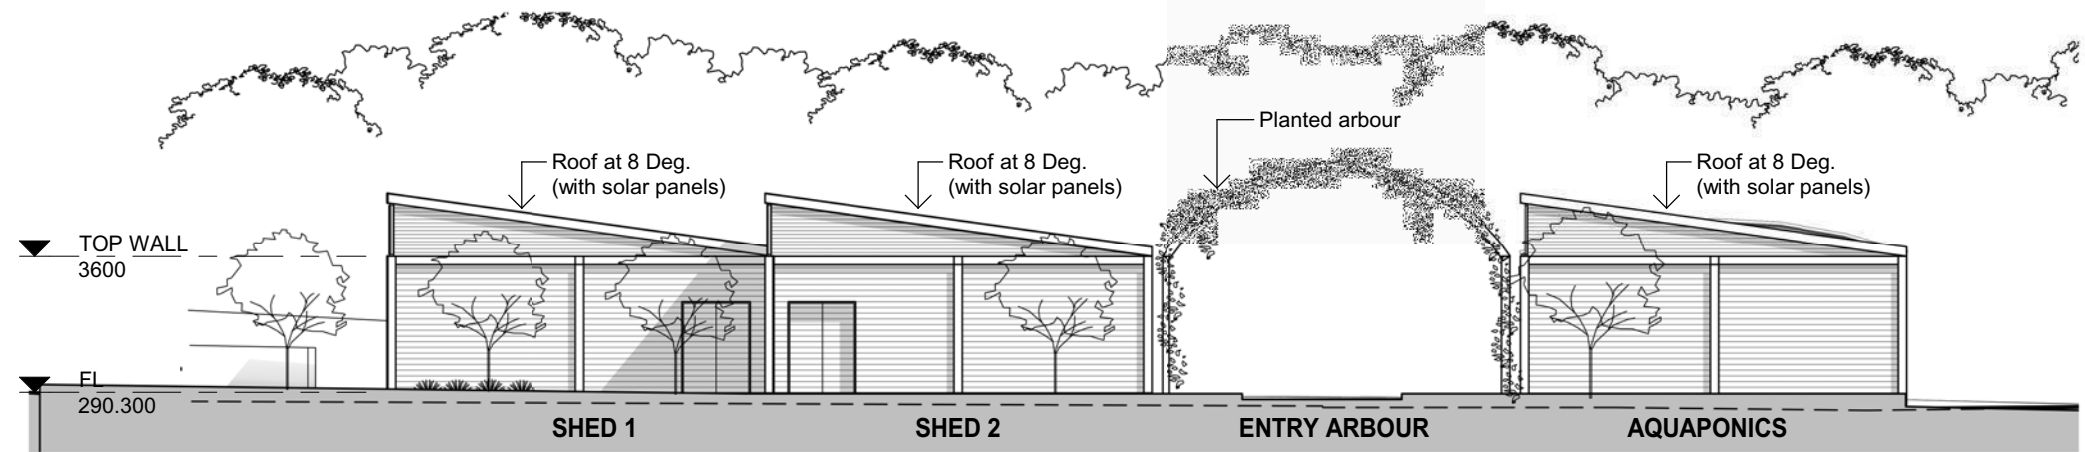 Planted arbour
Roof at 8 Deg.
(with solar panels)
Roof at 8 Deg.
(with solar panels)
Roof at 8 Deg.
(with solar panels)
TOP WALL
3600
FL
290.300
SHED 1
SHED 2
ENTRY ARBOUR
AQUAPONICS